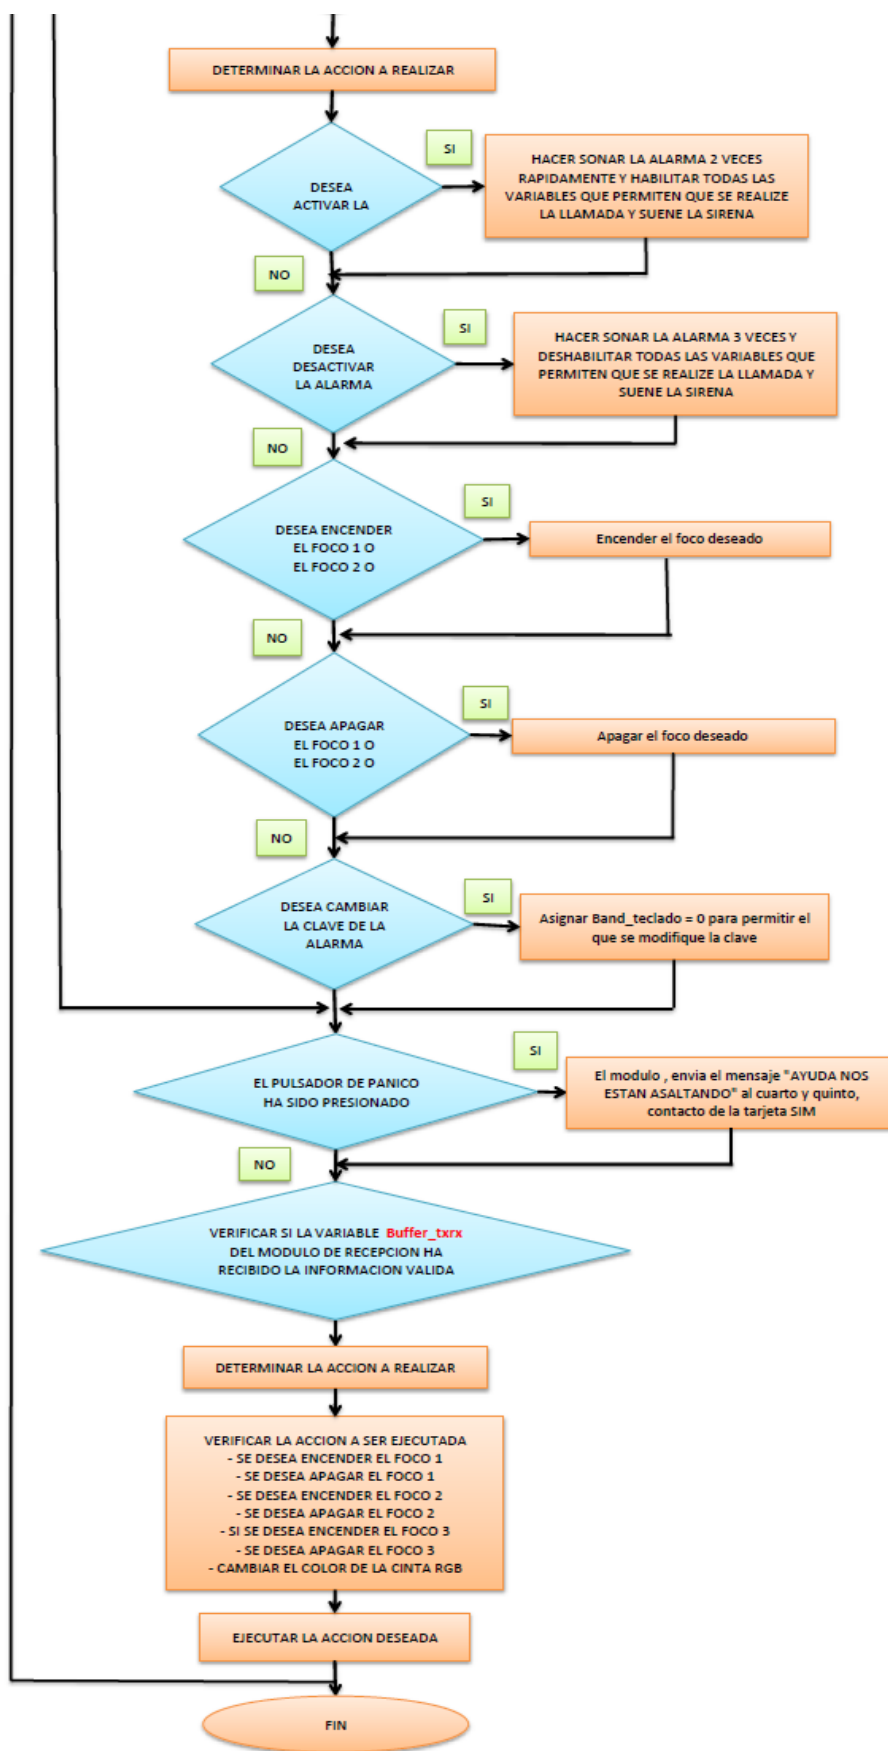 DETERMINAR LA ACCION A REALIZAR
SI
DESEA
ACTIVAR LA
HACER SONAR LA ALARMA 2 VECES
RAPIDAMENTE Y HABILITAR TODAS LAS
VARIABLES QUE PERMITEN QUE SE REALIZE
LA LLAMADA Y SUENE LA SIRENA
NO
SI
DESEA
DESACTIVAR
LA ALARMA
HACER SONAR LA ALARMA 3 VECES Y
DESHABILITAR TODAS LAS VARIABLES QUE
PERMITEN QUE SE REALIZE LA LLAMADA Y
SUENE LA SIRENA
NO
SI
DESEA ENCENDER
EL FOCO 1 O
EL FOCO 2 O
Encender el foco deseado
NO
SI
DESEA APAGAR
EL FOCO 1 O
EL FOCO 2 O
Apagar el foco deseado
NO
SI
DESEA CAMBIAR
LA CLAVE DE LA
ALARMA
Asignar Band_teclado = 0 para permitir el
que se modifique la clave
SI
EL PULSADOR DE PANICO
HA SIDO PRESIONADO
El modulo , envia el mensaje "AYUDA NOS
ESTAN ASALTANDO" al cuarto y quinto,
contacto de la tarjeta SIM
NO
VERIFICAR SI LA VARIABLE Buffer_txrx
DEL MODULO DE RECEPCION HA
RECIBIDO LA INFORMACION VALIDA
DETERMINAR LA ACCION A REALIZAR
VERIFICAR LA ACCION A SER EJECUTADA
- SE DESEA ENCENDER EL FOCO 1
- SE DESEA APAGAR EL FOCO 1
- SE DESEA ENCENDER EL FOCO 2
- SE DESEA APAGAR EL FOCO 2
- SI SE DESEA ENCENDER EL FOCO 3
- SE DESEA APAGAR EL FOCO 3
- CAMBIAR EL COLOR DE LA CINTA RGB
EJECUTAR LA ACCION DESEADA
FIN